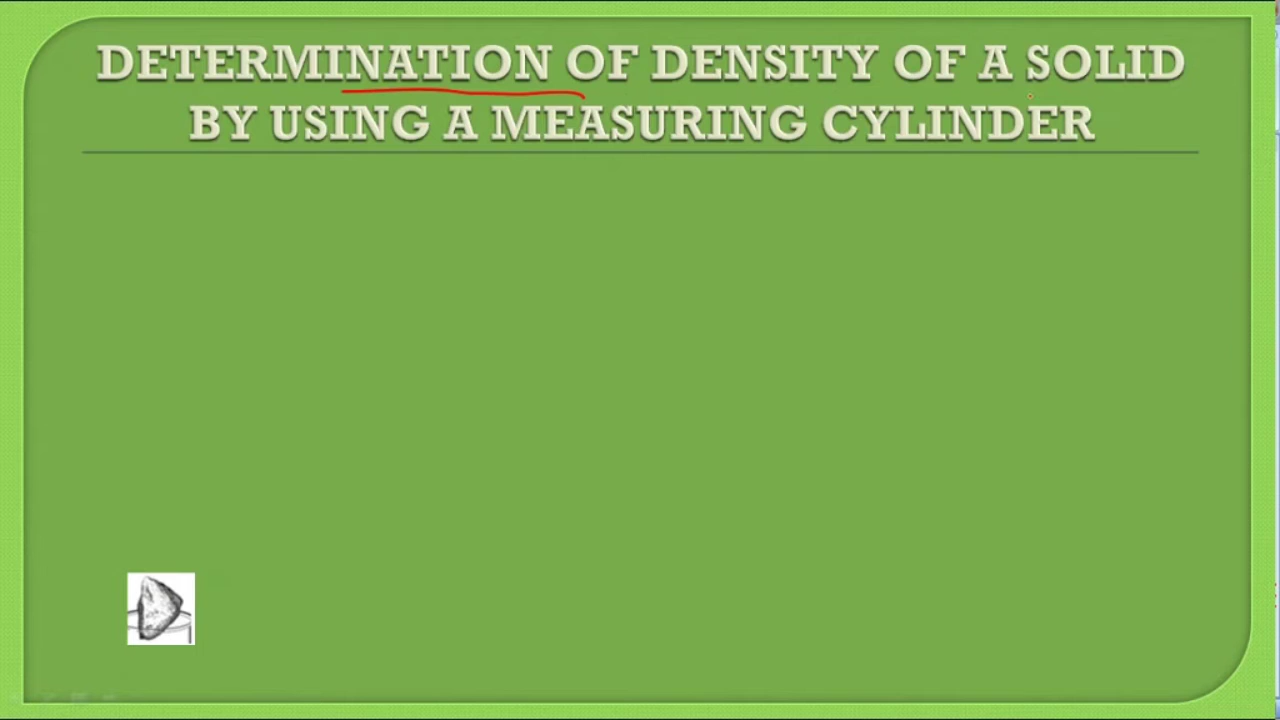 DETERMINATION OF DENSITY OF A SOLID
BY USING A MEASURING CYLINDER